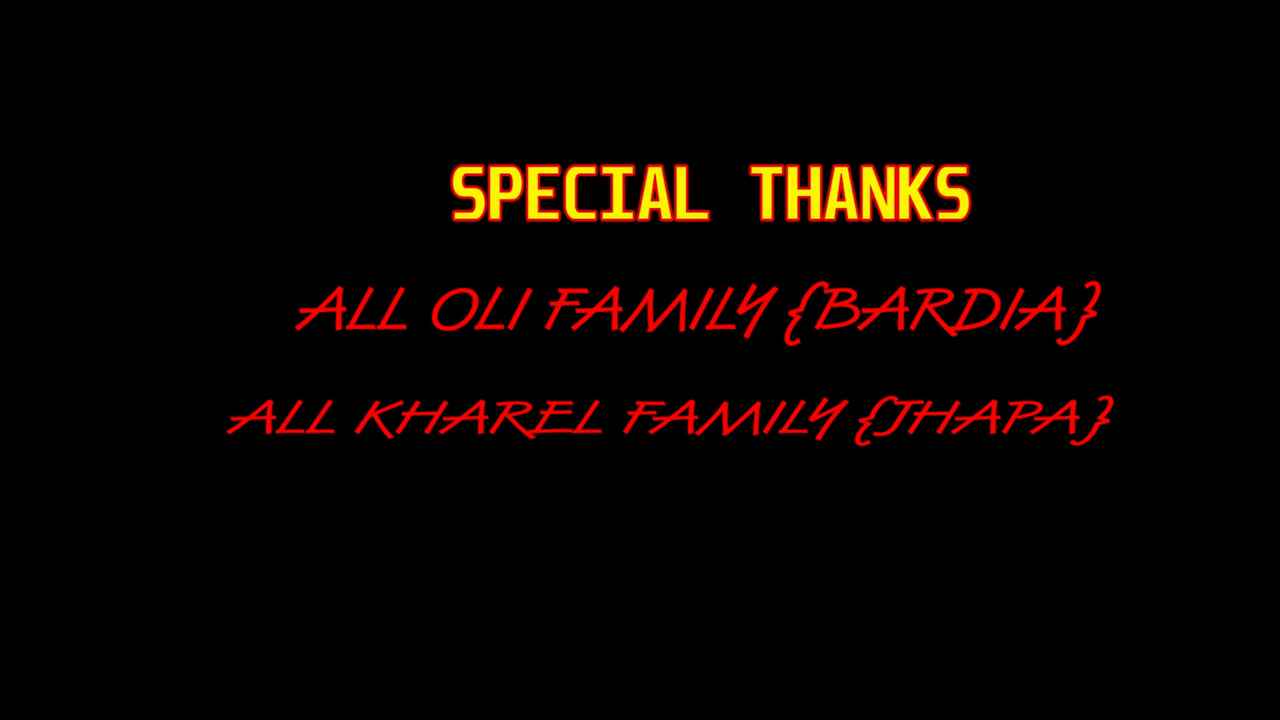 SPECIAL THANKS
ALL OLI FAMILY {BARDIA}
ALL KHAREL FAMILY {JHAPA}